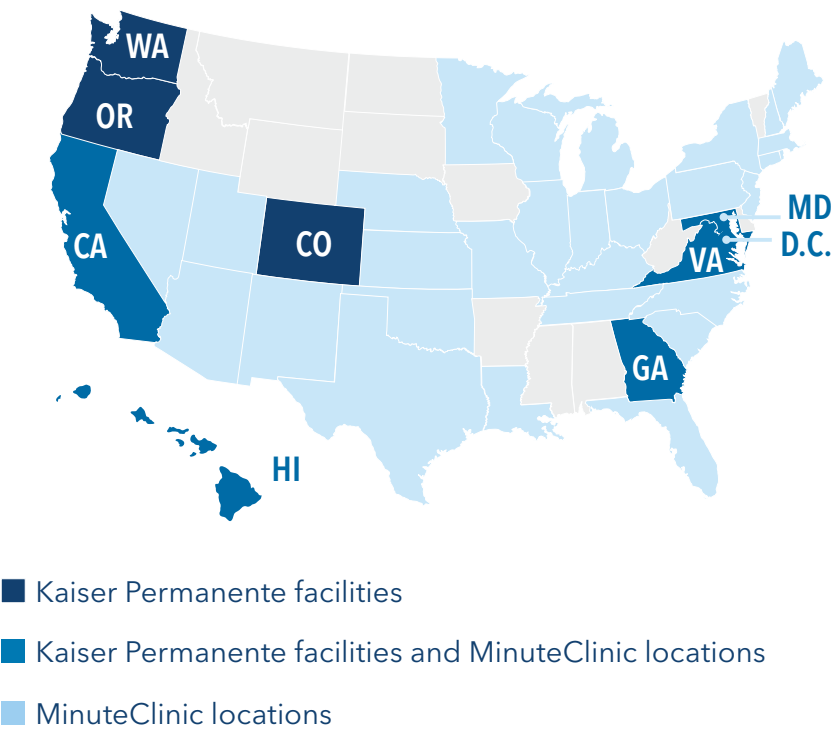 WA
OR
CA
CO
MD
D.C.
VA
GA
HI
Kaiser Permanente facilities
Kaiser Permanente facilities and MinuteClinic locations
MinuteClinic locations